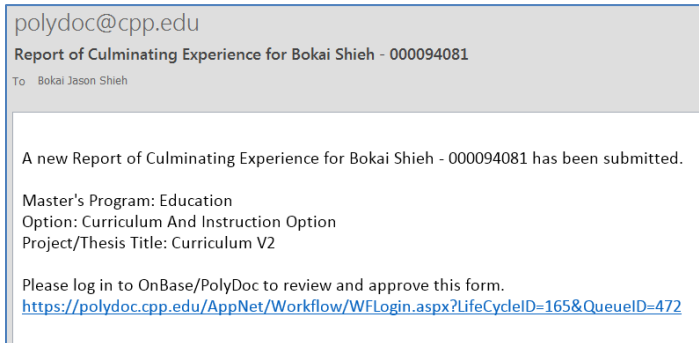 polydoc@cpp.edu
Report of Culminating Experience for Bokai Shieh - 000094081
To Bokai Jason Shieh
A new Report of Culminating Experience for Bokai Shieh - 000094081 has been submitted.
Master's Program: Education
Option: Curriculum And Instruction Option
Project/Thesis Title: Curriculum V2
Please log in to OnBase/PolyDoc to review and approve this form.
https://polydoc.cpp.edu/AppNet/Workflow/WFLogin.aspx?LifeCycleID=165&QueueID=472